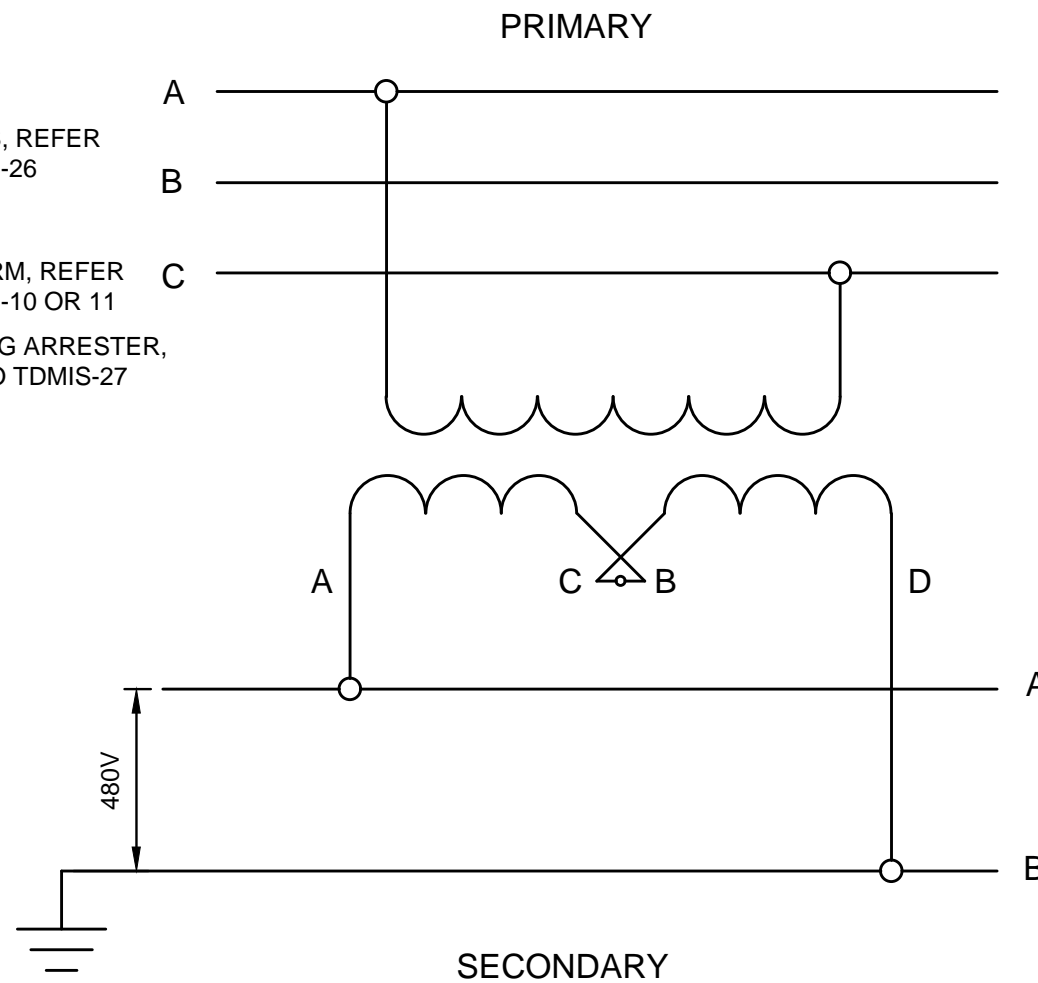 PRIMARY
A
, REFER
-26
B
RM, REFER
-10 OR 11
C
G ARRESTER,
TDMIS-27
A
C
B
D
A
480V
B
SECONDARY